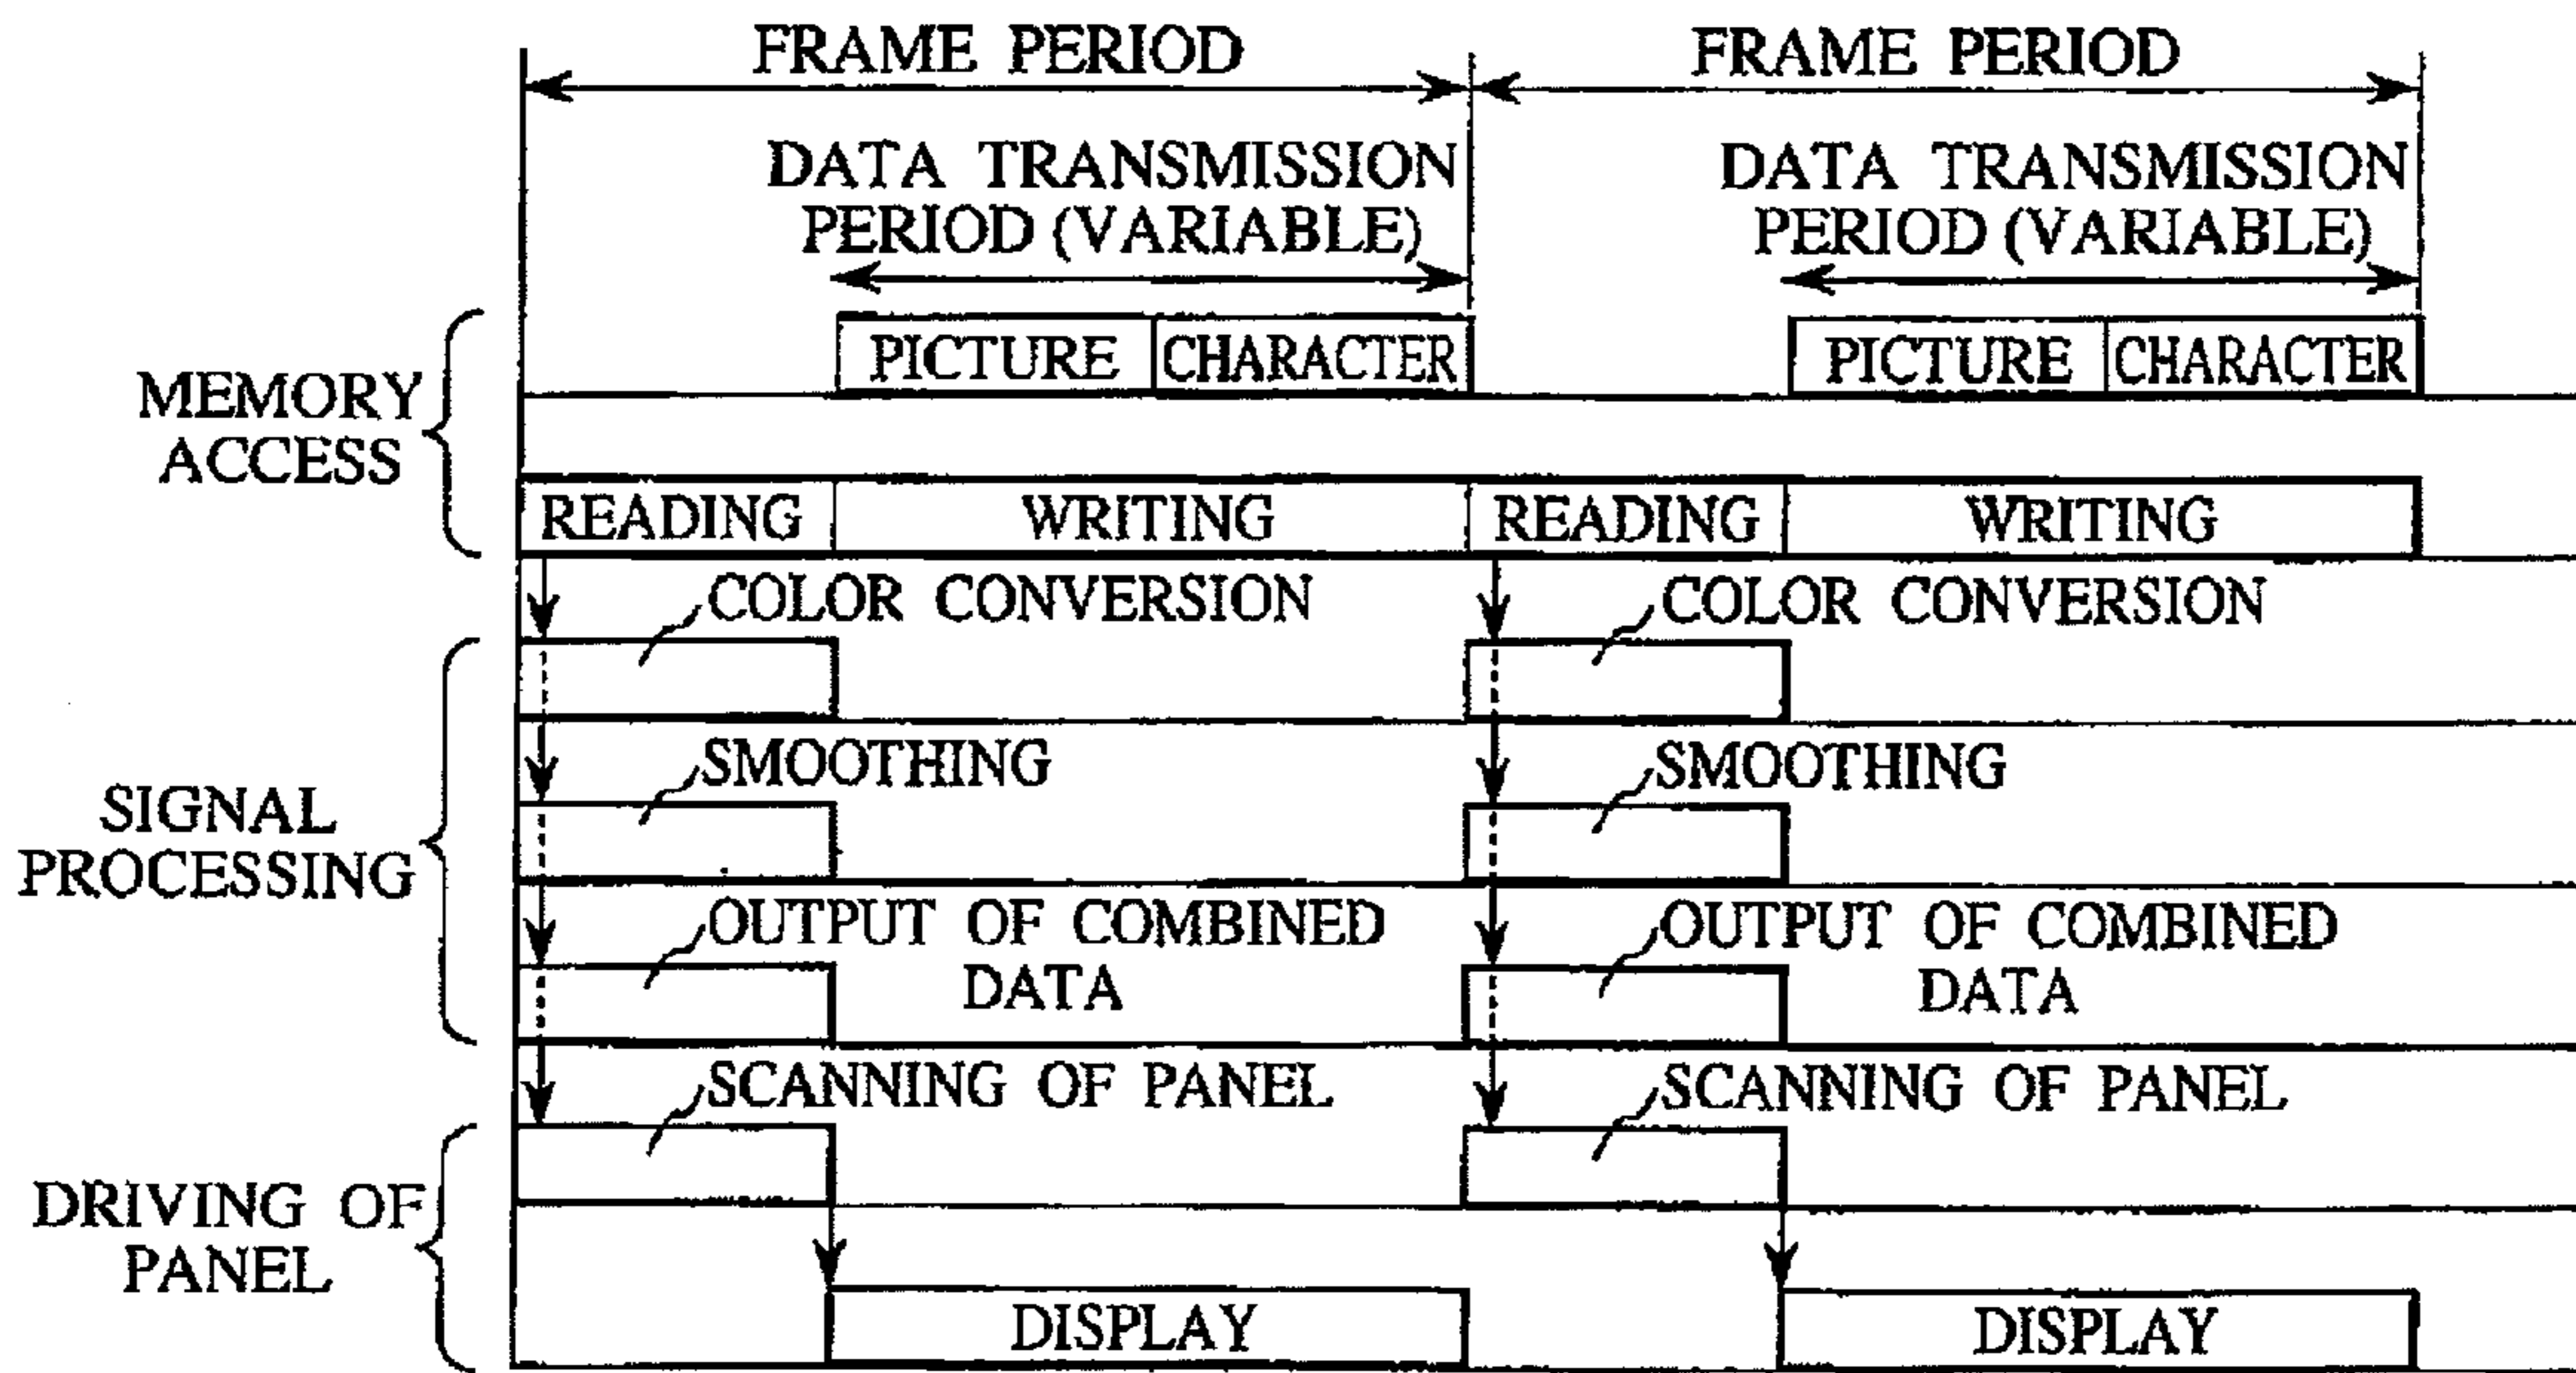 FRAME PERIOD
FRAME PERIOD
DATA TRANSMISSION
PERIOD (VARIABLE)
DATA TRANSMISSION
PERIOD (VARIABLE)
PICTURE
CHARACTER
PICTURE
CHARACTER
MEMORY
ACCESS
READING
WRITING
READING
WRITING
COLOR CONVERSION
COLOR CONVERSION
SMOOTHING
SMOOTHING
SIGNAL
PROCESSING
OUTPUT OF COMBINED
DATA
OUTPUT OF COMBINED
DATA
SCANNING OF PANEL
SCANNING OF PANEL
DRIVING OF
PANEL
DISPLAY
DISPLAY